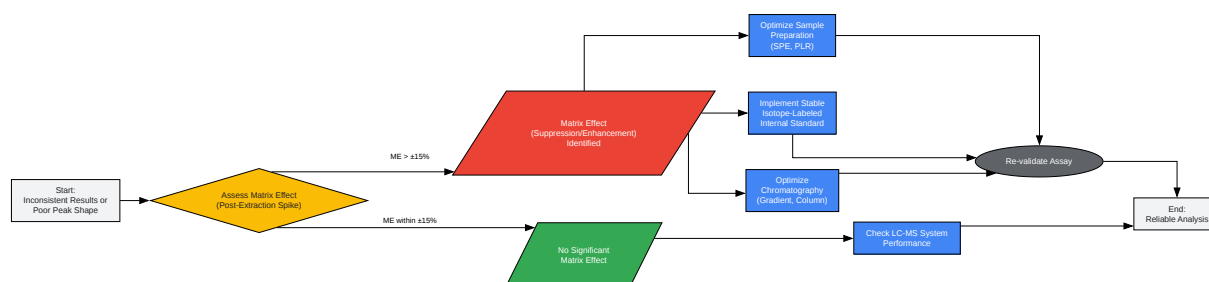 Start:
Inconsistent Results or
Poor Peak Shape
Assess Matrix Effect
(Post-Extraction Spike)
ME > ±15%
ME within ±15%
Matrix Effect
(Suppression/Enhancement)
Identified
No Significant
Matrix Effect
Optimize Sample
Preparation
(SPE, PLR)
Implement Stable
Isotope-Labeled
Internal Standard
Optimize
Chromatography
(Gradient, Column)
Check LC-MS System
Performance
Re-validate Assay
End:
Reliable Analysis